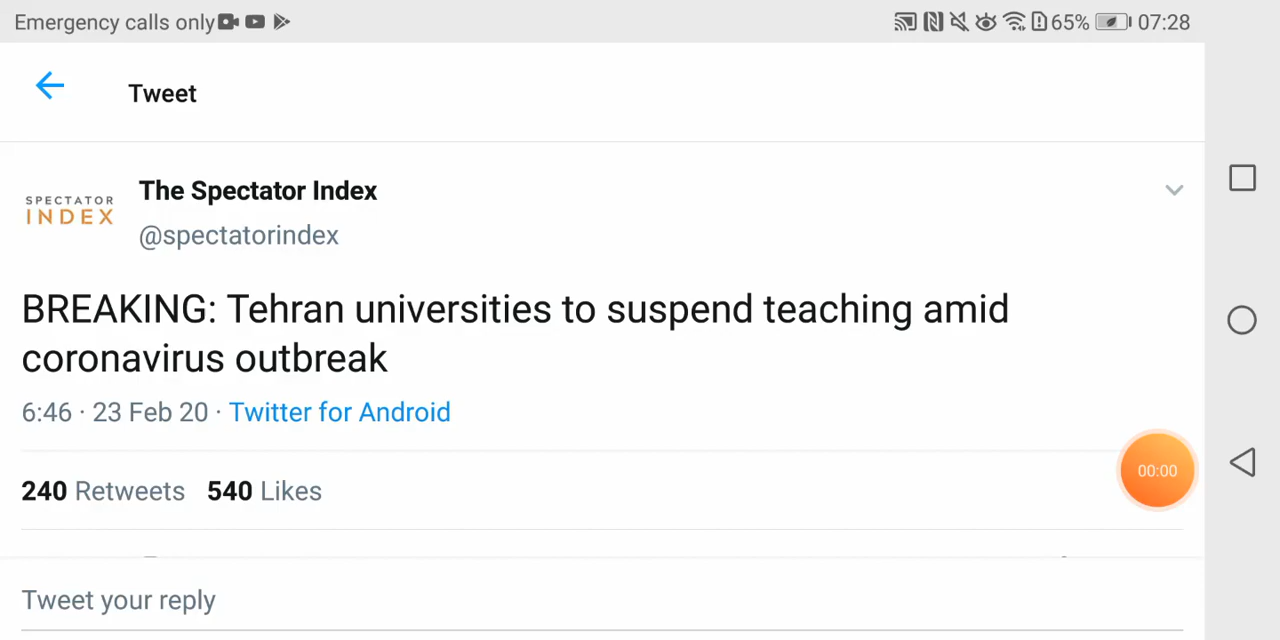 Emergency calls only
65% 07:28
Tweet
SPECTATOR
INDEX
The Spectator Index
@spectatorindex
BREAKING: Tehran universities to suspend teaching amid
coronavirus outbreak
6:46 · 23 Feb 20 · Twitter for Android
240 Retweets 540 Likes
00:00
Tweet your reply